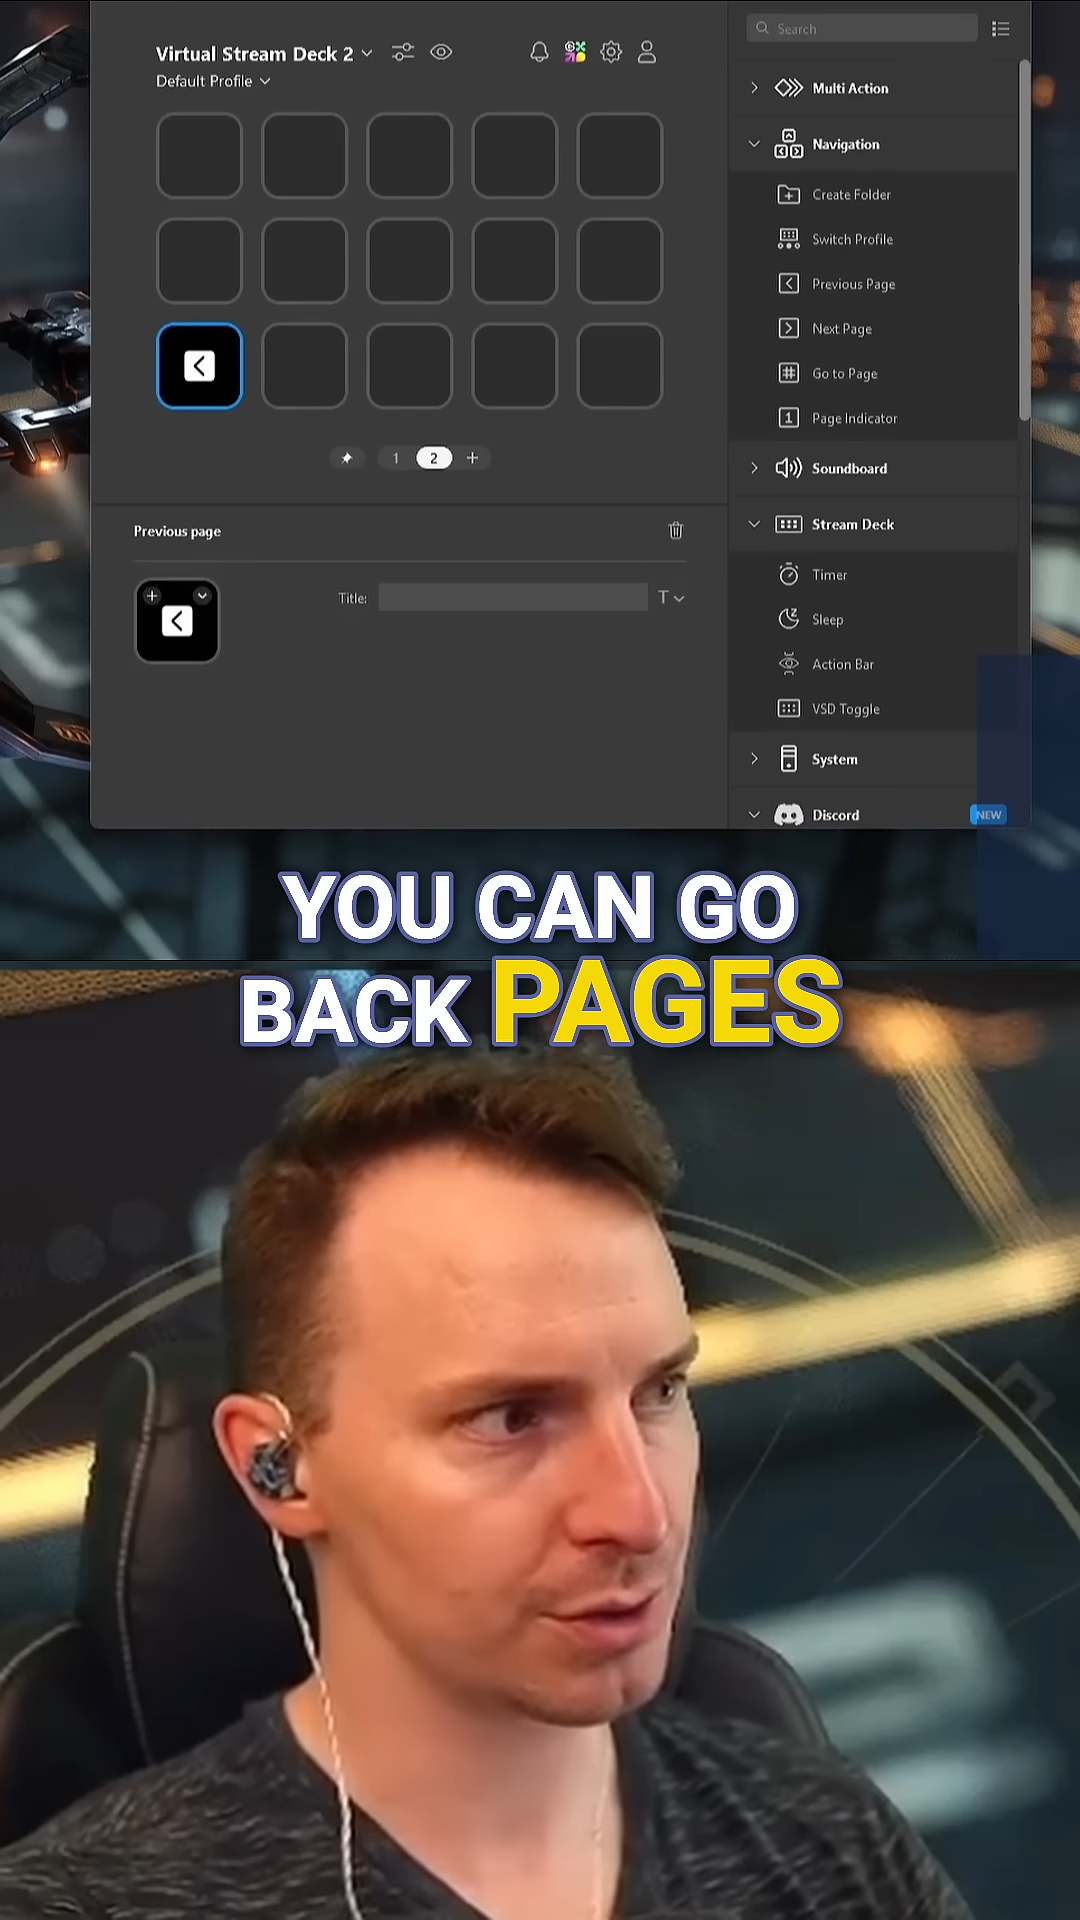 Virtual Stream Deck 2
Default Profile
1 2 +
Previous page
Title:
T
Search
Multi Action
Navigation
Create Folder
Switch Profile
Previous Page
Next Page
# Go to Page
1 Page Indicator
Soundboard
Stream Deck
Timer
Sleep
Action Bar
VSD Toggle
System
Discord NEW
YOU CAN GO
BACK PAGES